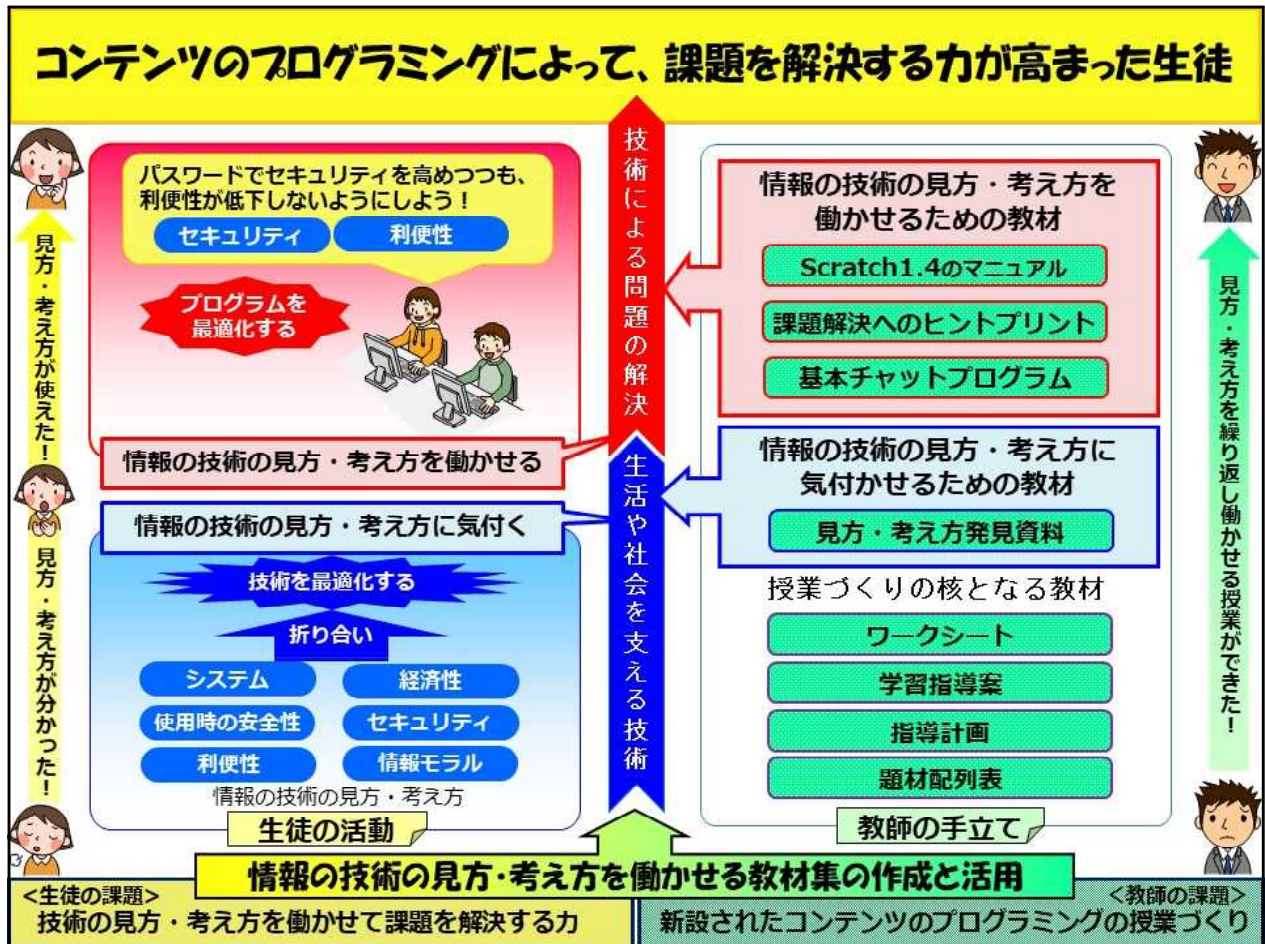 コンテンツのプログラミングによって、課題を解決する力が高まった生徒
見方・考え方が使えた！
見方・考え方が分かった！
パスワードでセキュリティを高めつつも、
利便性が低下しないようにしよう！
セキュリティ
利便性
プログラムを
最適化する
情報の技術の見方・考え方を働かせる
情報の技術の見方・考え方に気付く
技術を最適化する
折り合い
システム
経済性
使用時の安全性
セキュリティ
利便性
情報モラル
情報の技術の見方・考え方
生徒の活動
技術による問題の解決
生活や社会を支える技術
情報の技術の見方・考え方を
働かせるための教材
Scratch1.4のマニュアル
課題解決へのヒントプリント
基本チャットプログラム
情報の技術の見方・考え方に
気付かせるための教材
見方・考え方発見資料
授業づくりの核となる教材
ワークシート
学習指導案
指導計画
題材配列表
教師の手立て
見方・考え方を繰り返し働かせる授業ができた！
情報の技術の見方・考え方を働かせる教材集の作成と活用
<生徒の課題>
技術の見方・考え方を働かせて課題を解決する力
<教師の課題>
新設されたコンテンツのプログラミングの授業づくり